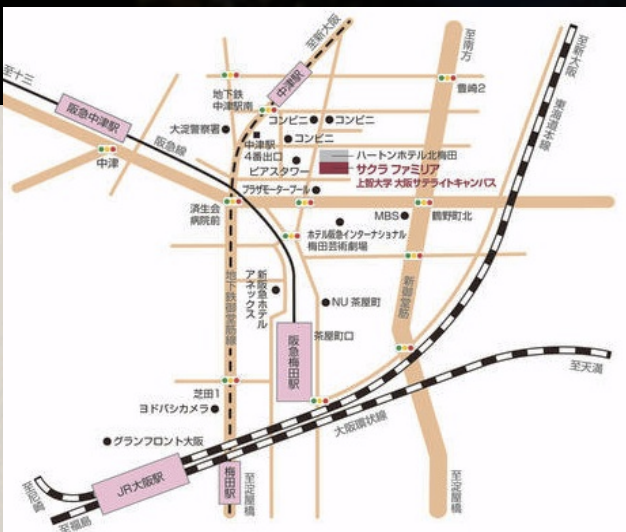 至新大阪
至南方
至新大阪
至十三
中津駅
阪急中津駅
地下鉄
中津駅南
豊崎2
東海道本線
コンビニ
コンビニ
大淀警察署
コンビニ
中津駅
4番出口
阪急線
中津
ピアスタワー
ハートンホテル北梅田
サクラ ファミリア
上智大学 大阪サテライトキャンパス
プラザモータープール
済生会
病院前
MBS
鶴野町北
ホテル阪急インターナショナル
梅田芸術劇場
地下鉄御堂筋線
新阪急ホテル
アネックス
新御堂筋
NU 茶屋町
阪急梅田駅
茶屋町口
至天満
芝田1
ヨドバシカメラ
大阪環状線
グランフロント大阪
JR大阪駅
梅田駅
至淀屋橋
至淀屋橋
至尼崎
至福島